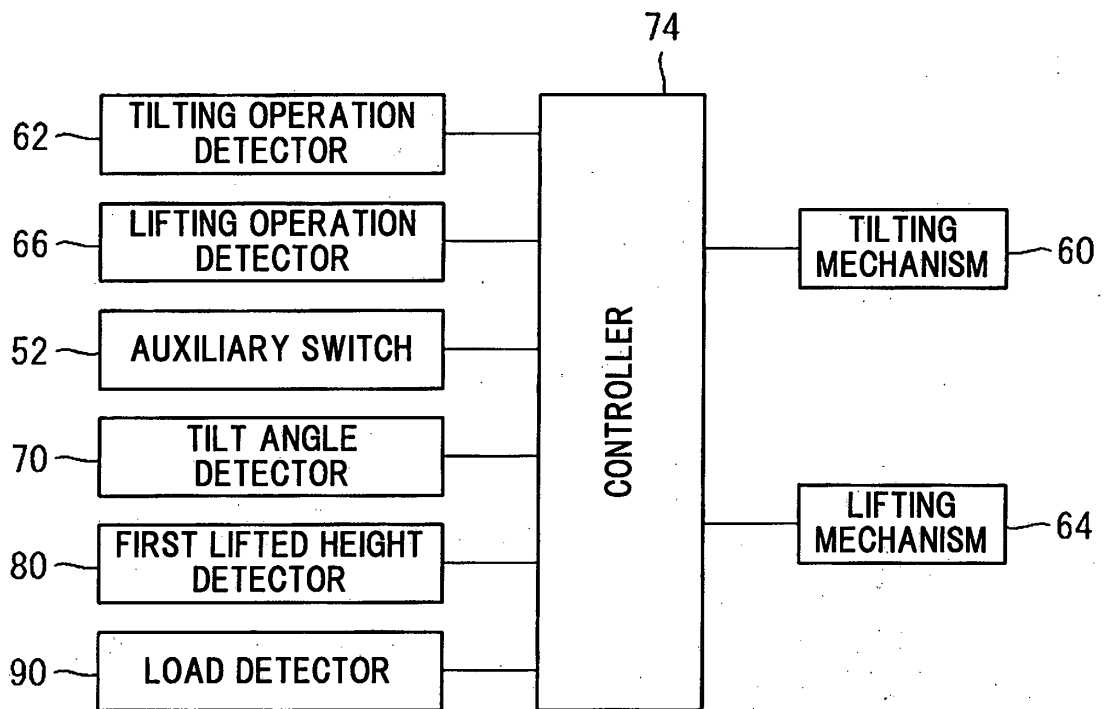 74
62
TILTING OPERATION
DETECTOR
66
LIFTING OPERATION
DETECTOR
52
AUXILIARY SWITCH
70
TILT ANGLE
DETECTOR
80
FIRST LIFTED HEIGHT
DETECTOR
90
LOAD DETECTOR
CONTROLLER
TILTING
MECHANISM
60
LIFTING
MECHANISM
64